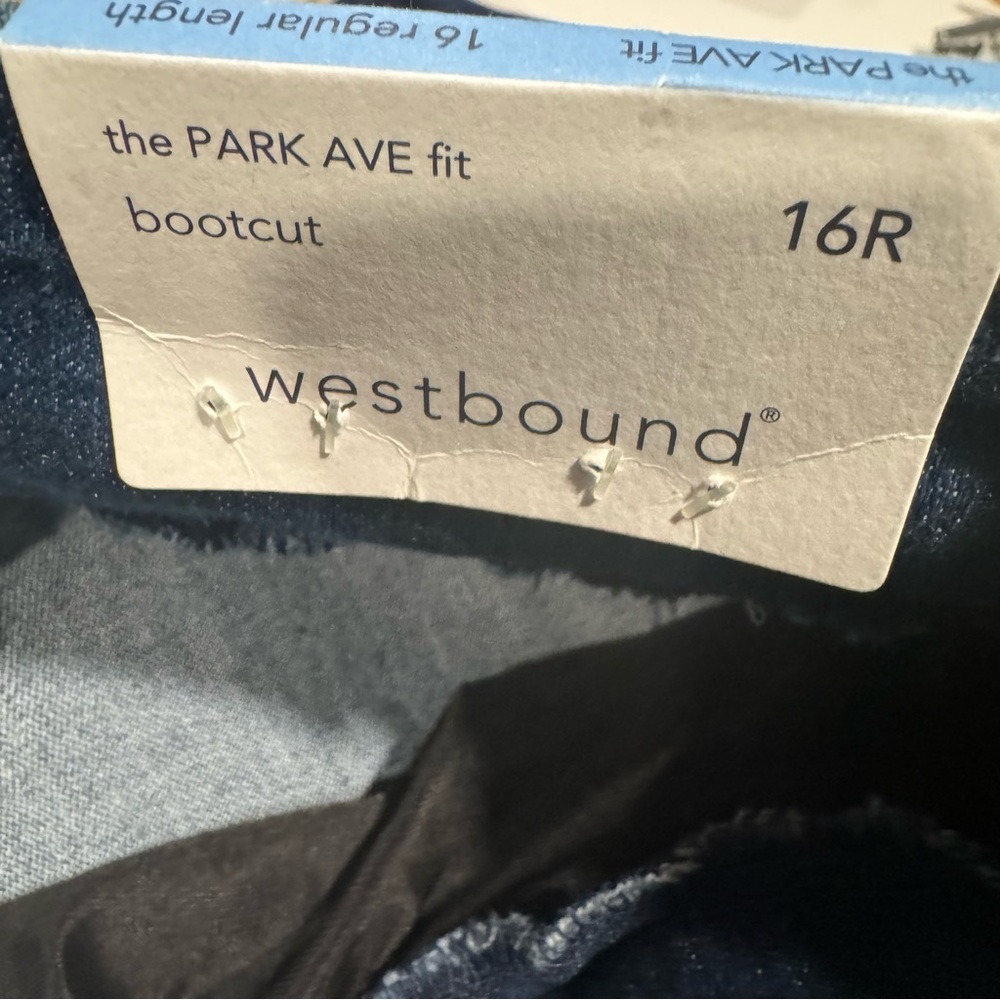 16 regular length
the PARK AVE fit
the PARK AVE fit
bootcut
16R
westbound®